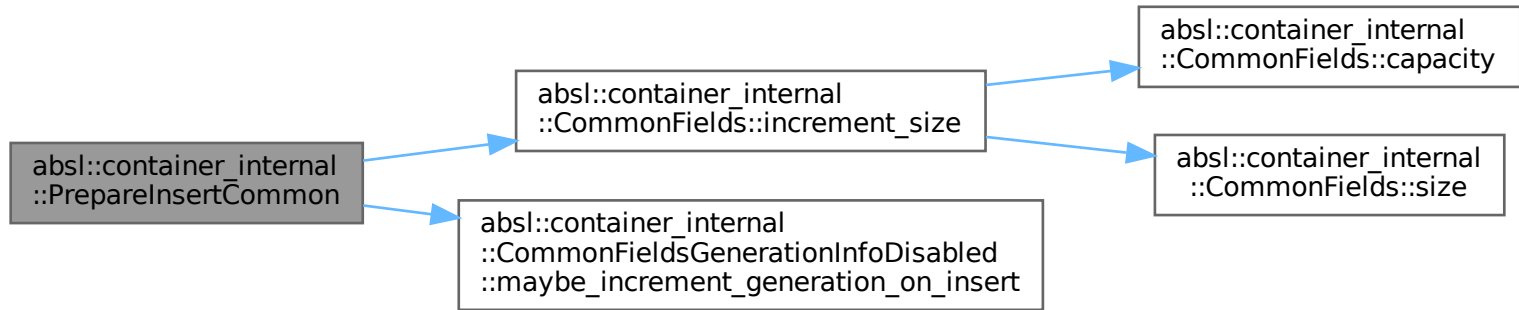 absl::container_internal
::PrepareInsertCommon
absl::container_internal
::CommonFields::increment_size
absl::container_internal
::CommonFields::capacity
absl::container_internal
::CommonFields::size
absl::container_internal
::CommonFieldsGenerationInfoDisabled
::maybe_increment_generation_on_insert